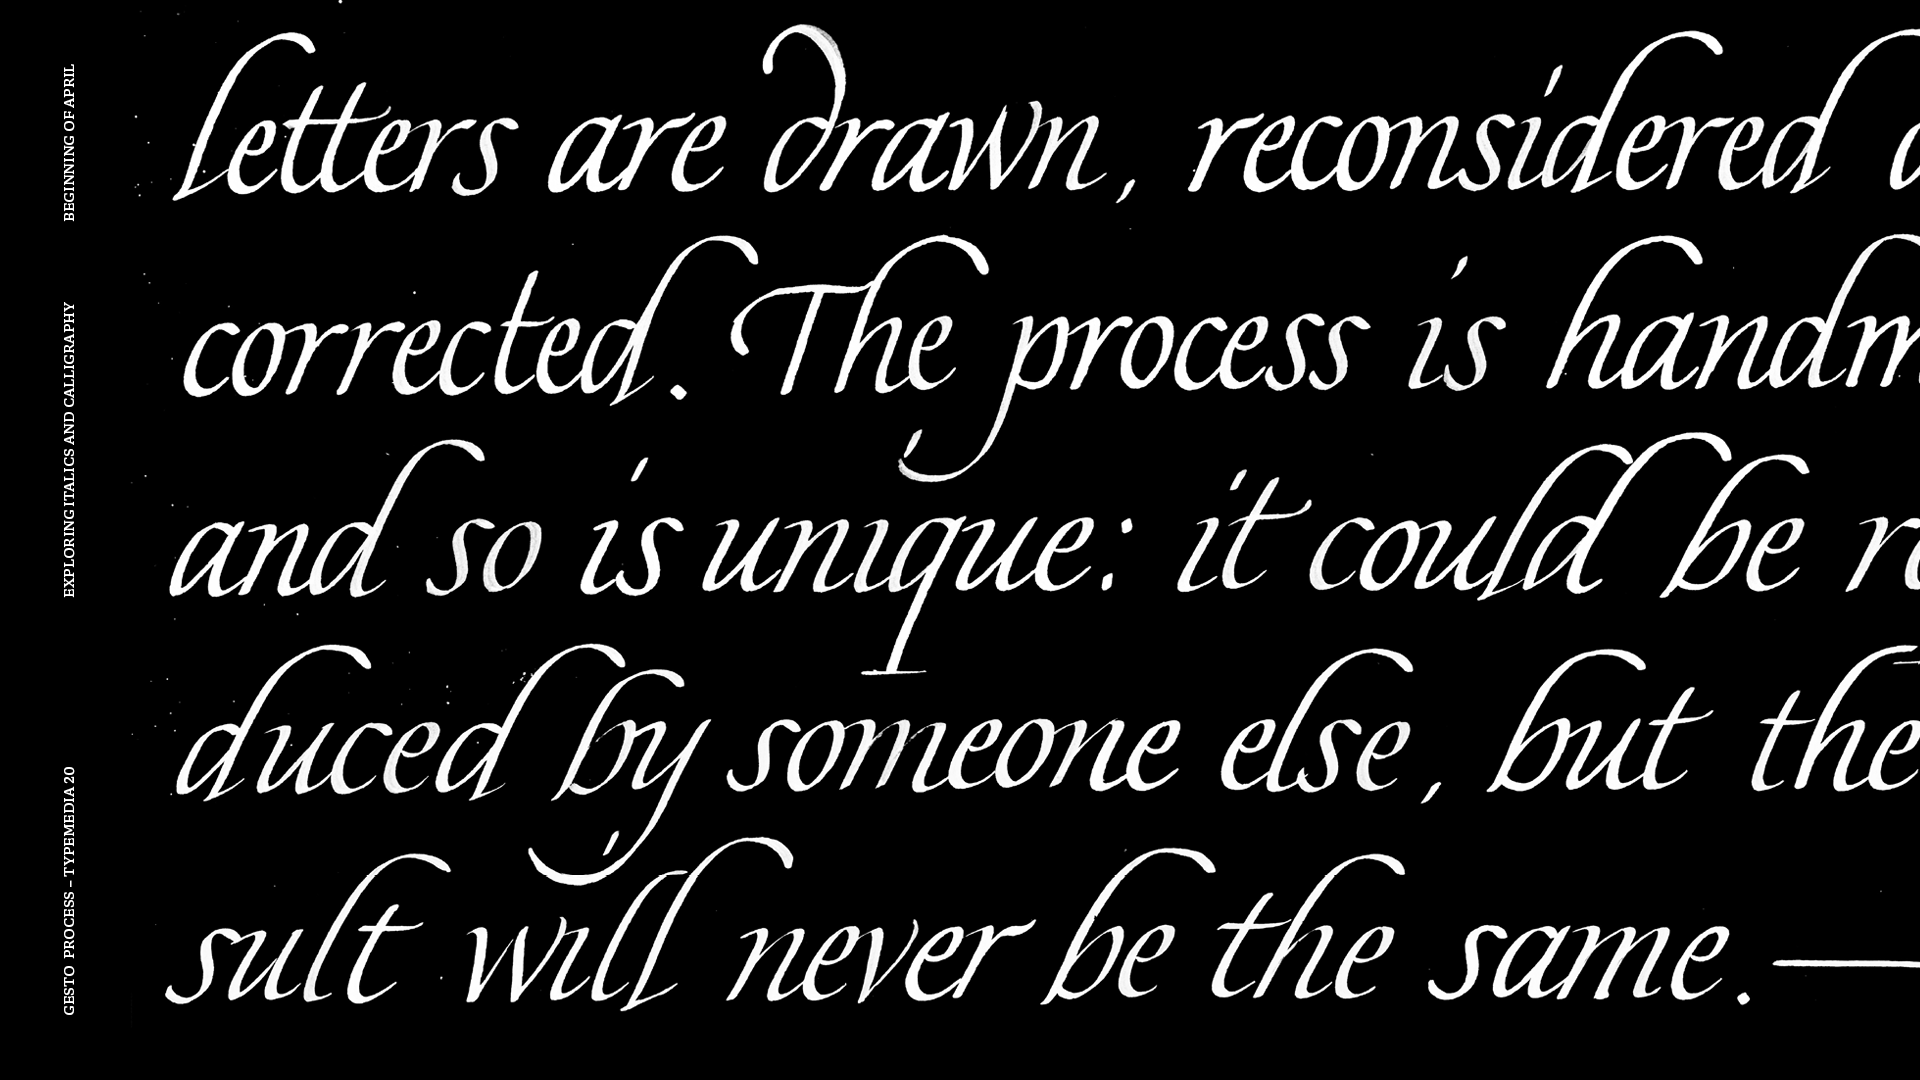 BEGINNING OF APRIL
EXPLORING ITALICS AND CALLIGRAPHY
GESTO PROCESS – TYPEMEDIA 20
letters are drawn, reconsidered
corrected. The process is handm
and so is unique: it could be
duced by someone else, but the
sult will never be the same. —